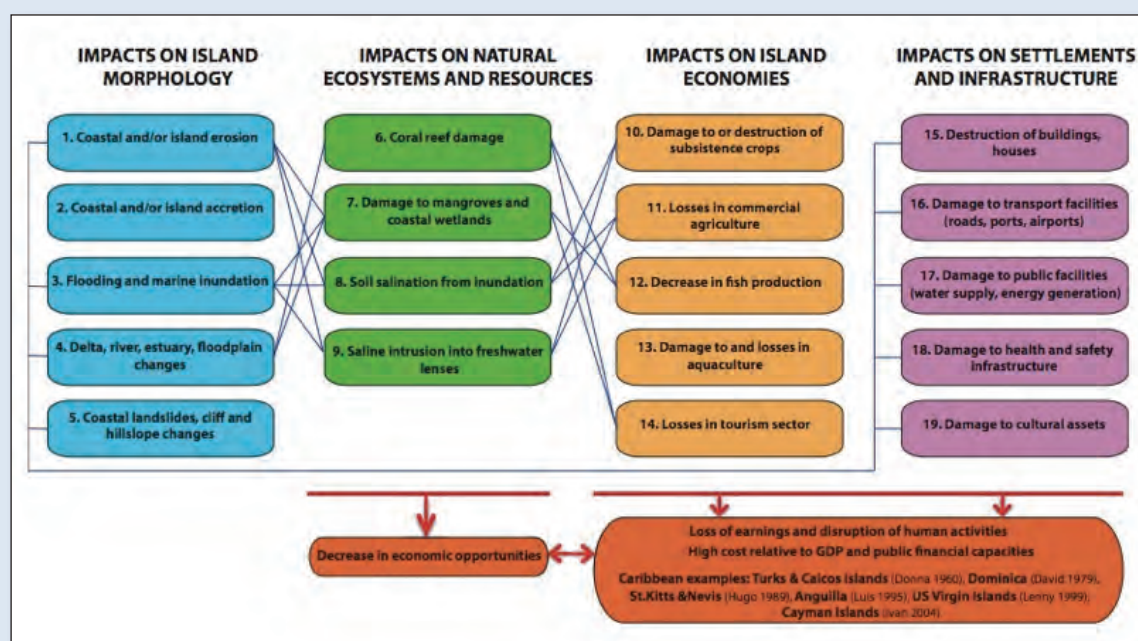 IMPACTS ON ISLAND
MORPHOLOGY
1. Coastal and/or island erosion
2. Coastal and/or island accretion
3. Flooding and marine inundation
4. Delta, river, estuary, floodplain
changes
5. Coastal landslides, cliff and
hillslope changes
IMPACTS ON NATURAL
ECOSYSTEMS AND RESOURCES
6. Coral reef damage
7. Damage to mangroves and
coastal wetlands
8. Soil salination from inundation
9. Saline intrusion into freshwater
lenses
IMPACTS ON ISLAND
ECONOMIES
10. Damage to or destruction of
subsistence crops
11. Losses in commercial
agriculture
12. Decrease in fish production
13. Damage to and losses in
aquaculture
14. Losses in tourism sector
IMPACTS ON SETTLEMENTS
AND INFRASTRUCTURE
15. Destruction of buildings,
houses
16. Damage to transport facilities
(roads, ports, airports)
17. Damage to public facilities
(water supply, energy generation)
18. Damage to health and safety
infrastructure
19. Damage to cultural assets
Decrease in economic opportunities
Loss of earnings and disruption of human activities
High cost relative to GDP and public financial capacities
Caribbean examples: Turks & Caicos Islands (Donna 1960), Dominica (David 1979),
St.Kitts &Nevis (Hugo 1989), Anguilla (Luis 1995), US Virgin Islands (Lenny 1999),
Cayman Islands (Ivan 2004)